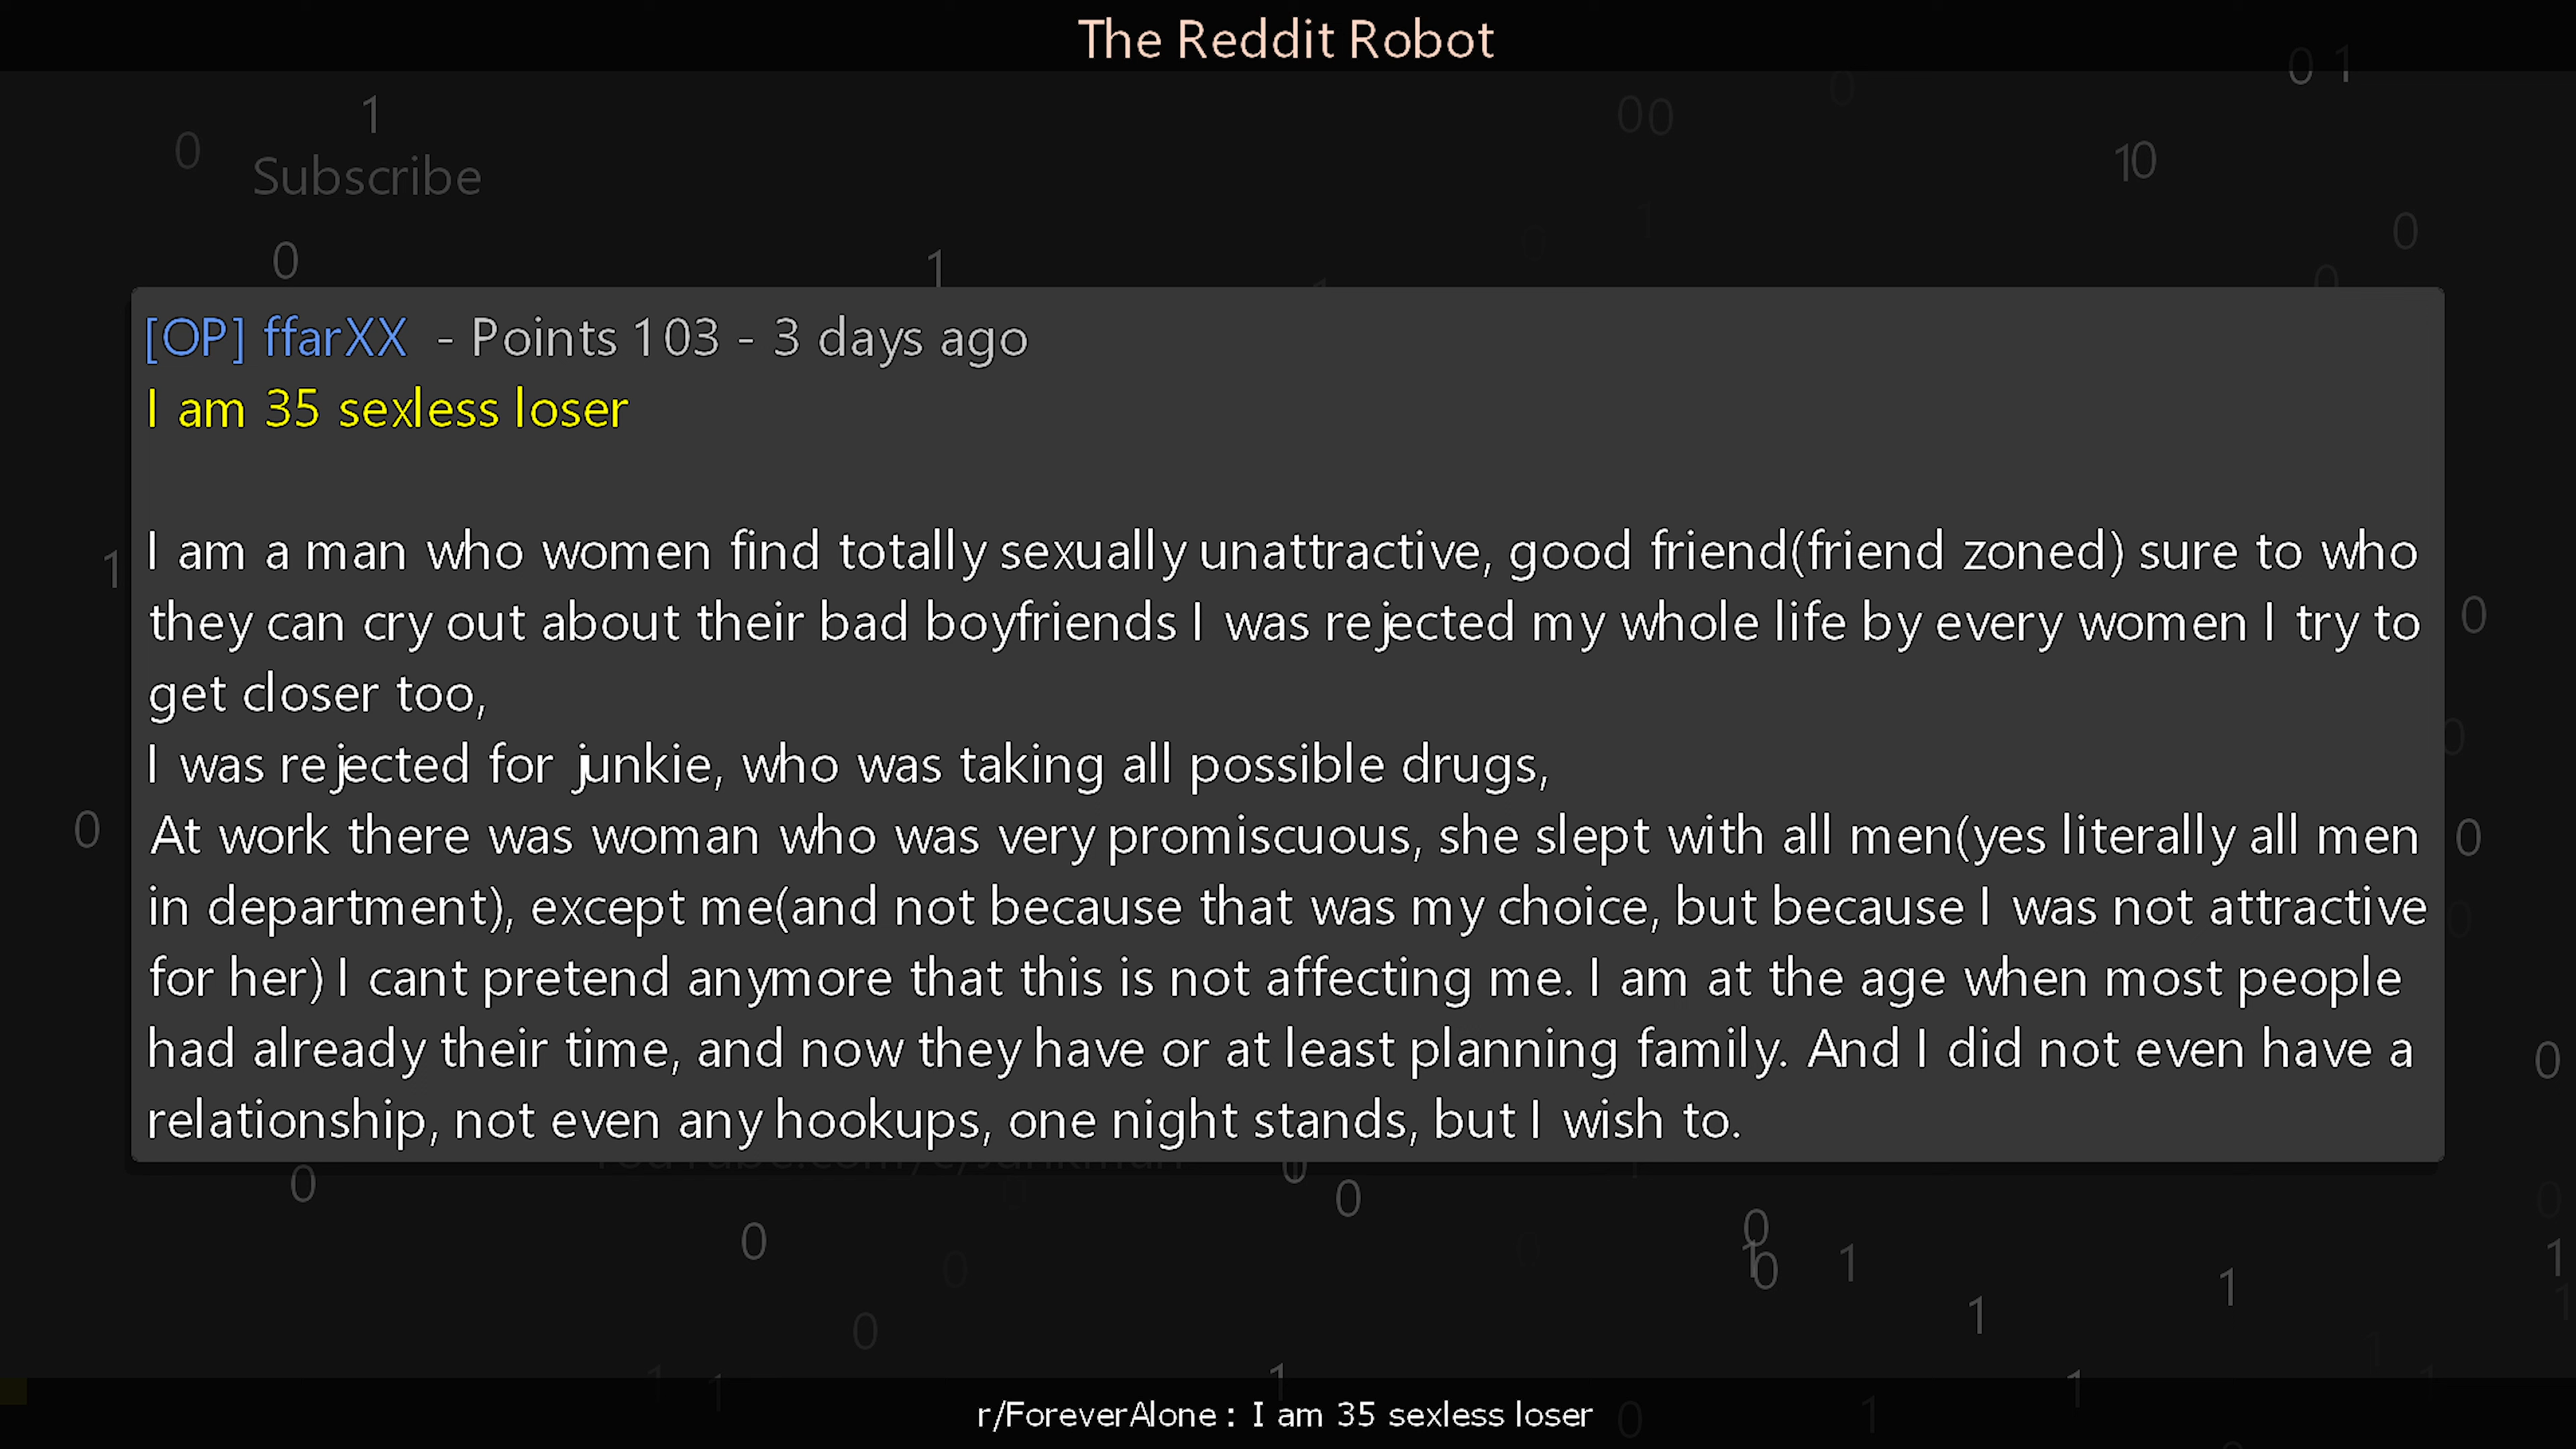 The Reddit Robot
Subscribe
[OP] ffarXX - Points 103 - 3 days ago
I am 35 sexless loser
I am a man who women find totally sexually unattractive, good friend(friend zoned) sure to who
they can cry out about their bad boyfriends I was rejected my whole life by every women I try to
get closer too,
I was rejected for junkie, who was taking all possible drugs,
At work there was woman who was very promiscuous, she slept with all men(yes literally all men
in department), except me(and not because that was my choice, but because I was not attractive
for her) I cant pretend anymore that this is not affecting me. I am at the age when most people
had already their time, and now they have or at least planning family. And I did not even have a
relationship, not even any hookups, one night stands, but I wish to.
r/ForeverAlone : I am 35 sexless loser